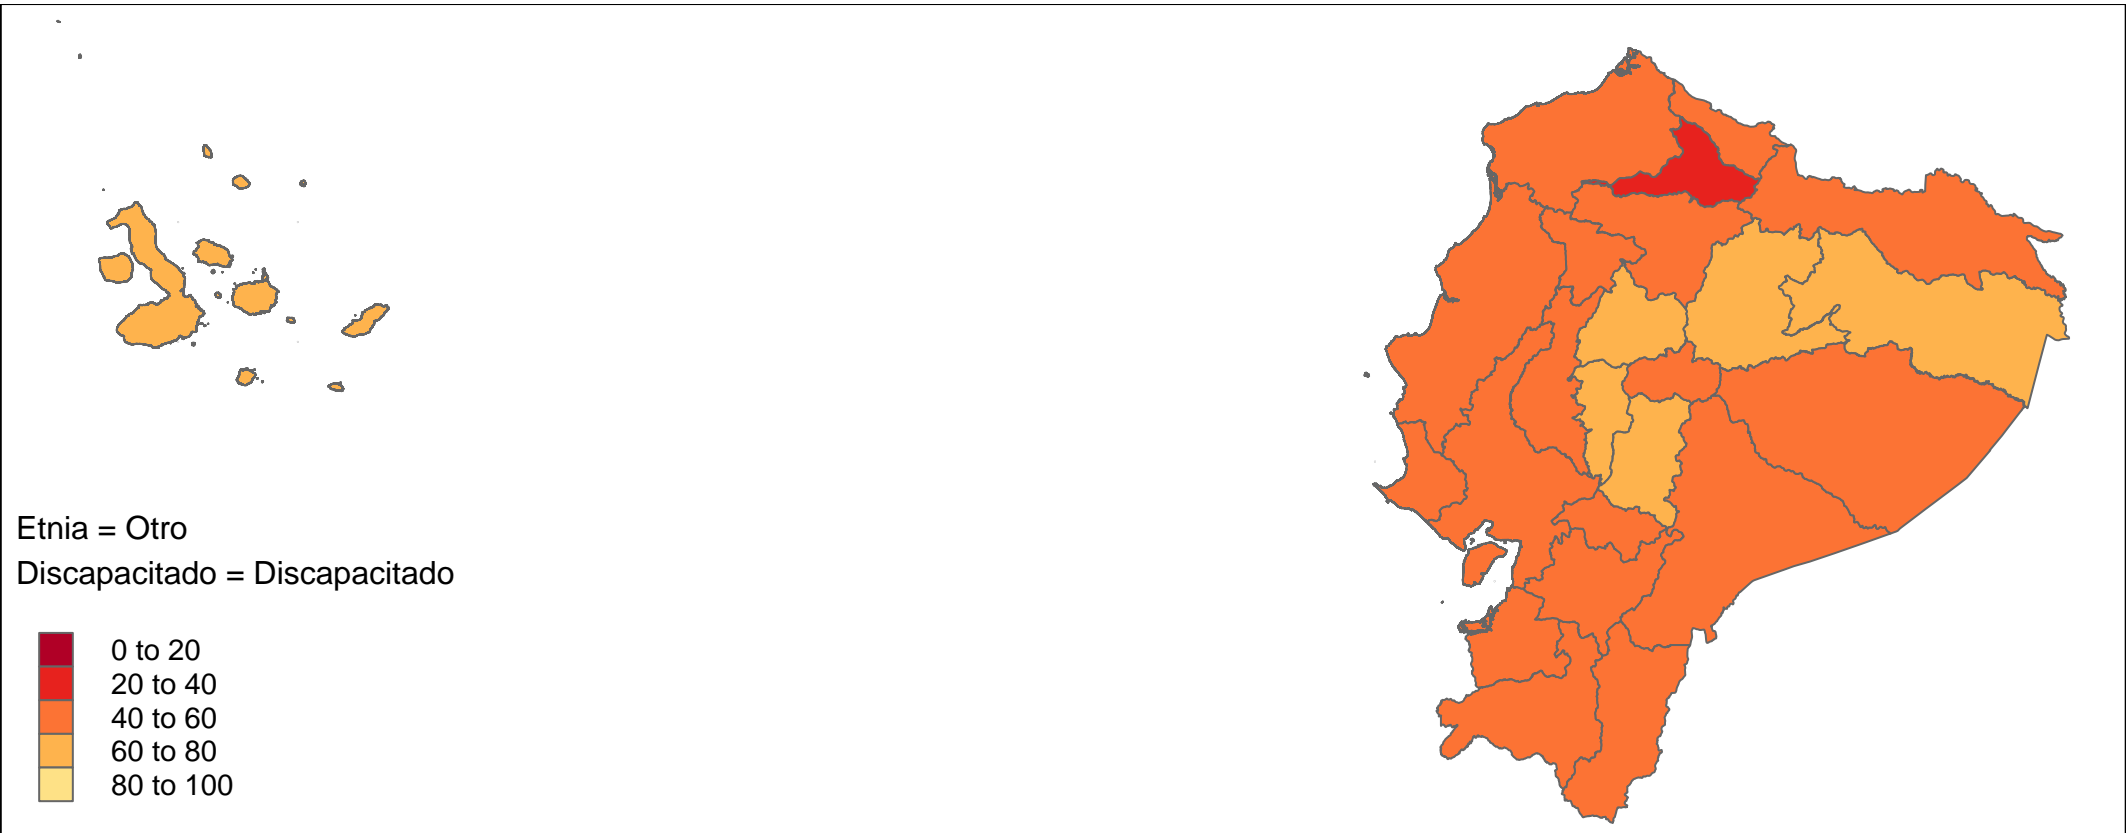 Etnia = Otro
Discapacitado = Discapacitado
0 to 20
20 to 40
40 to 60
60 to 80
80 to 100